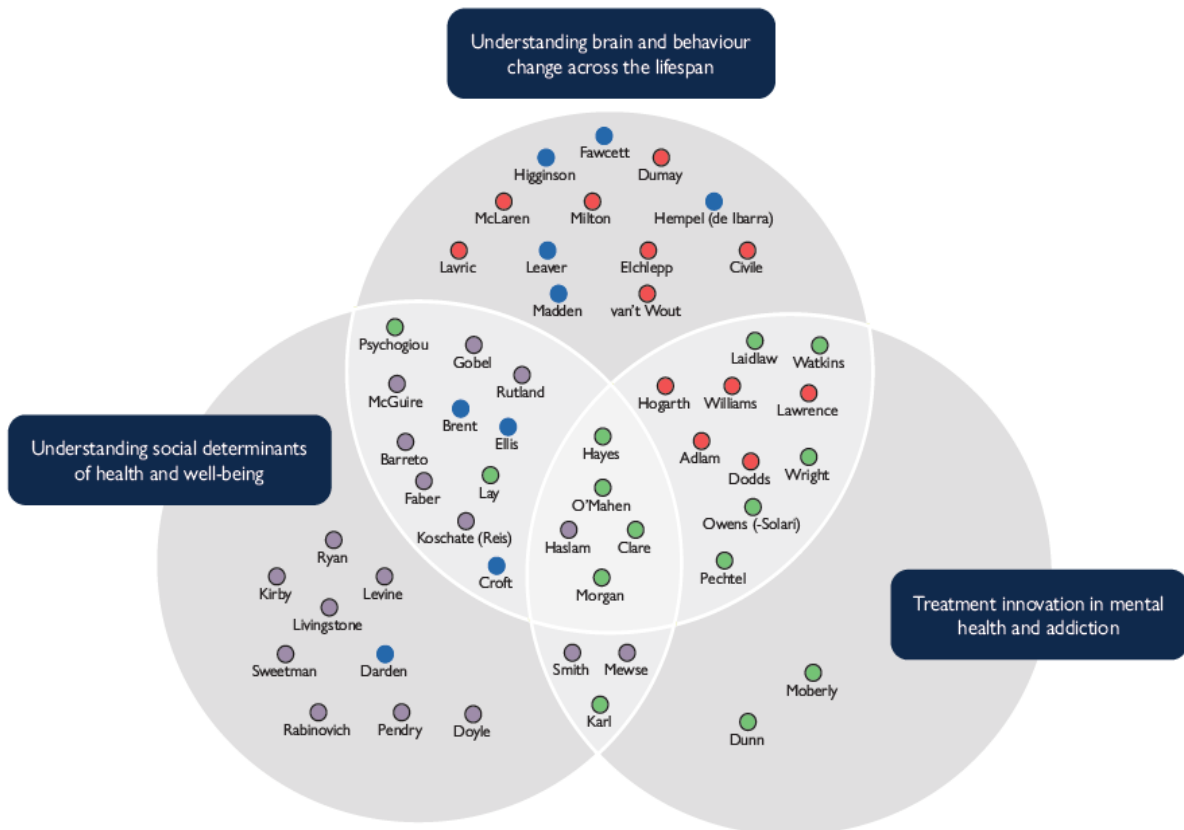 Understanding brain and behaviour
change across the lifespan
Fawcett
Higginson
Dumay
McLaren
Milton
Hempel (de Ibarra)
Lavric
Leaver
Elchlepp
Civile
Madden
van't Wout
Psychogiou
Gobel
Rutland
McGuire
Brent
Ellis
Barreto
Faber
Lay
Koschate (Reis)
Croft
Laidlaw
Watkins
Hogarth
Williams
Lawrence
Adlam
Dodds
Wright
Owens (-Solari)
Pechtel
Hayes
O'Mahen
Haslam
Clare
Morgan
Understanding social determinants
of health and well-being
Ryan
Kirby
Levine
Livingstone
Sweetman
Darden
Rabinovich
Pendry
Doyle
Smith
Mewse
Karl
Treatment innovation in mental
health and addiction
Moberly
Dunn